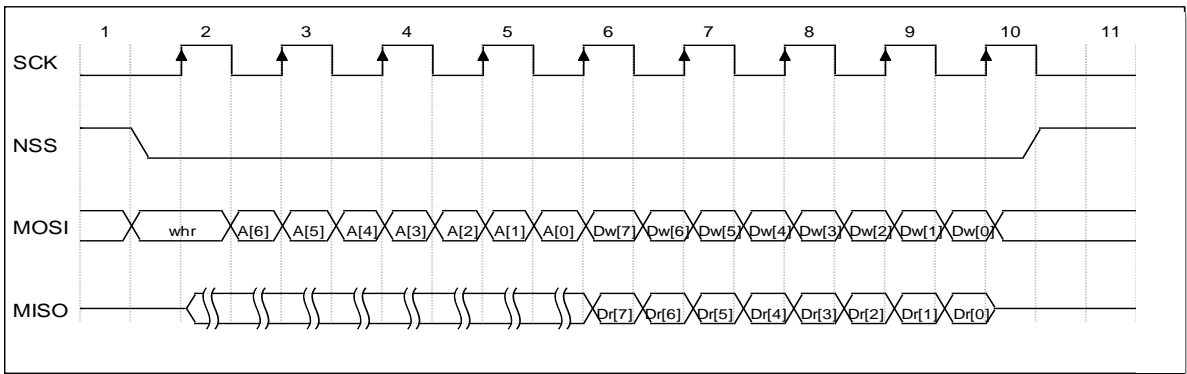 1 2 3 4 5 6 7 8 9 10 11
SCK
NSS
MOSI whr A[6] A[5] A[4] A[3] A[2] A[1] A[0] Dw[7] Dw[6] Dw[5] Dw[4] Dw[3] Dw[2] Dw[1] Dw[0]
MISO Dr[7] Dr[6] Dr[5] Dr[4] Dr[3] Dr[2] Dr[1] Dr[0]